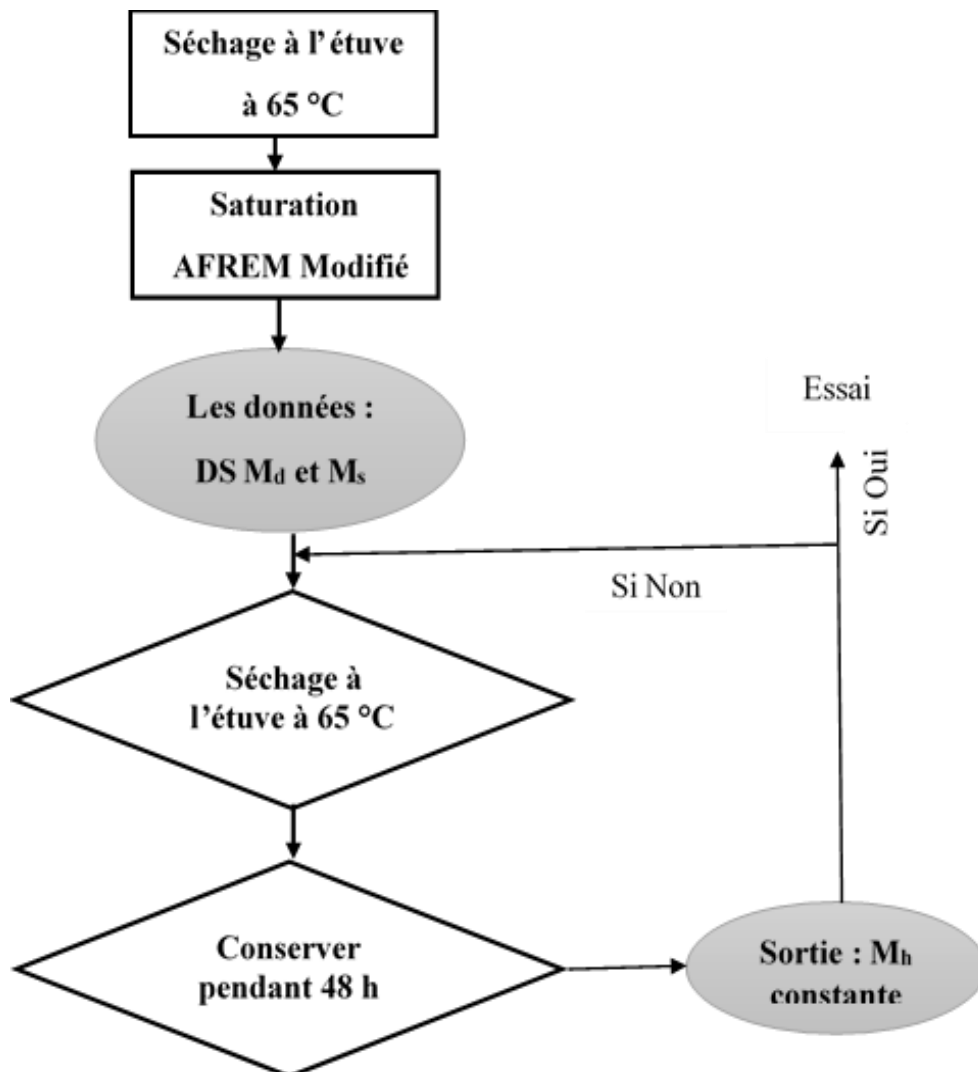 Séchage à l'étuve
à 65 °C
Saturation
AFREM Modifié
Les données :
DS Md et Ms
Essai
Si Oui
Si Non
Séchage à
l'étuve à 65 °C
Conserver
pendant 48 h
Sortie : Mh
constante